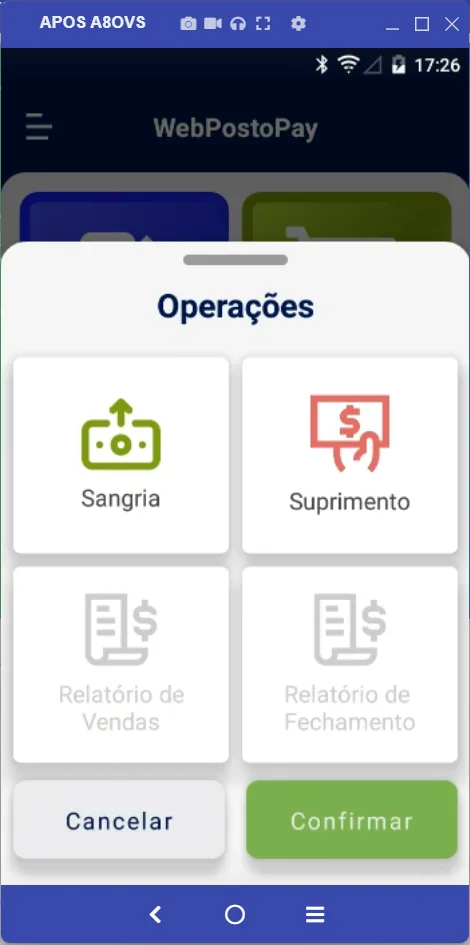 APOS A8OVS
17:26
WebPostoPay
Operações
Sangria
Suprimento
Relatório de
Vendas
Relatório de
Fechamento
Cancelar
Confirmar